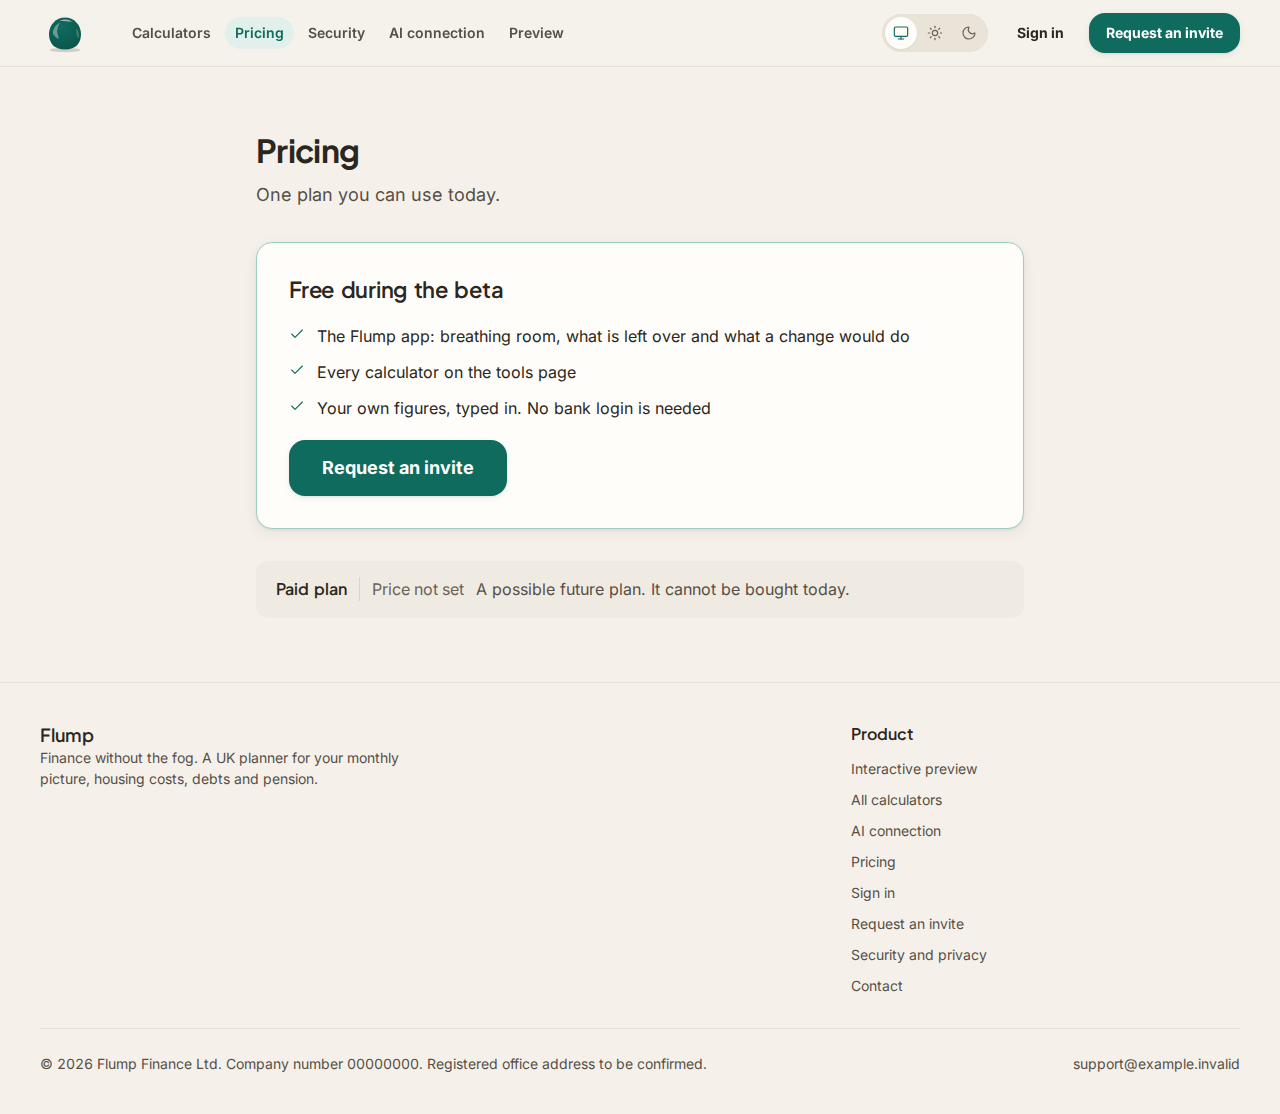 Calculators Pricing Security AI connection Preview Sign in Request an invite
Pricing
One plan you can use today.
Free during the beta
The Flump app: breathing room, what is left over and what a change would do
Every calculator on the tools page
Your own figures, typed in. No bank login is needed
Request an invite
Paid plan Price not set A possible future plan. It cannot be bought today.
Flump
Finance without the fog. A UK planner for your monthly
picture, housing costs, debts and pension.
Product
Interactive preview
All calculators
AI connection
Pricing
Sign in
Request an invite
Security and privacy
Contact
© 2026 Flump Finance Ltd. Company number 00000000. Registered office address to be confirmed.
support@example.invalid